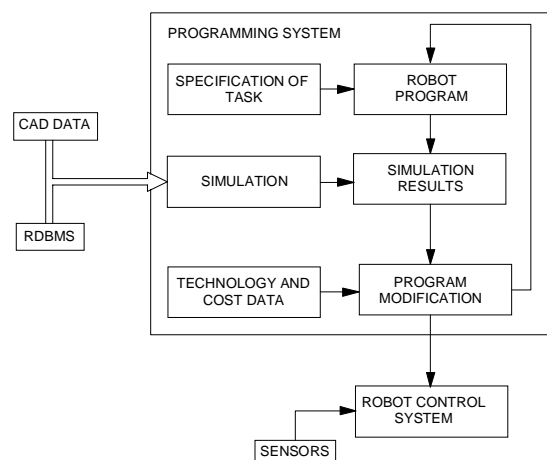 PROGRAMMING SYSTEM
SPECIFICATION OF
TASK
ROBOT
PROGRAM
CAD DATA
SIMULATION
SIMULATION
RESULTS
RDBMS
TECHNOLOGY AND
COST DATA
PROGRAM
MODIFICATION
ROBOT CONTROL
SYSTEM
SENSORS